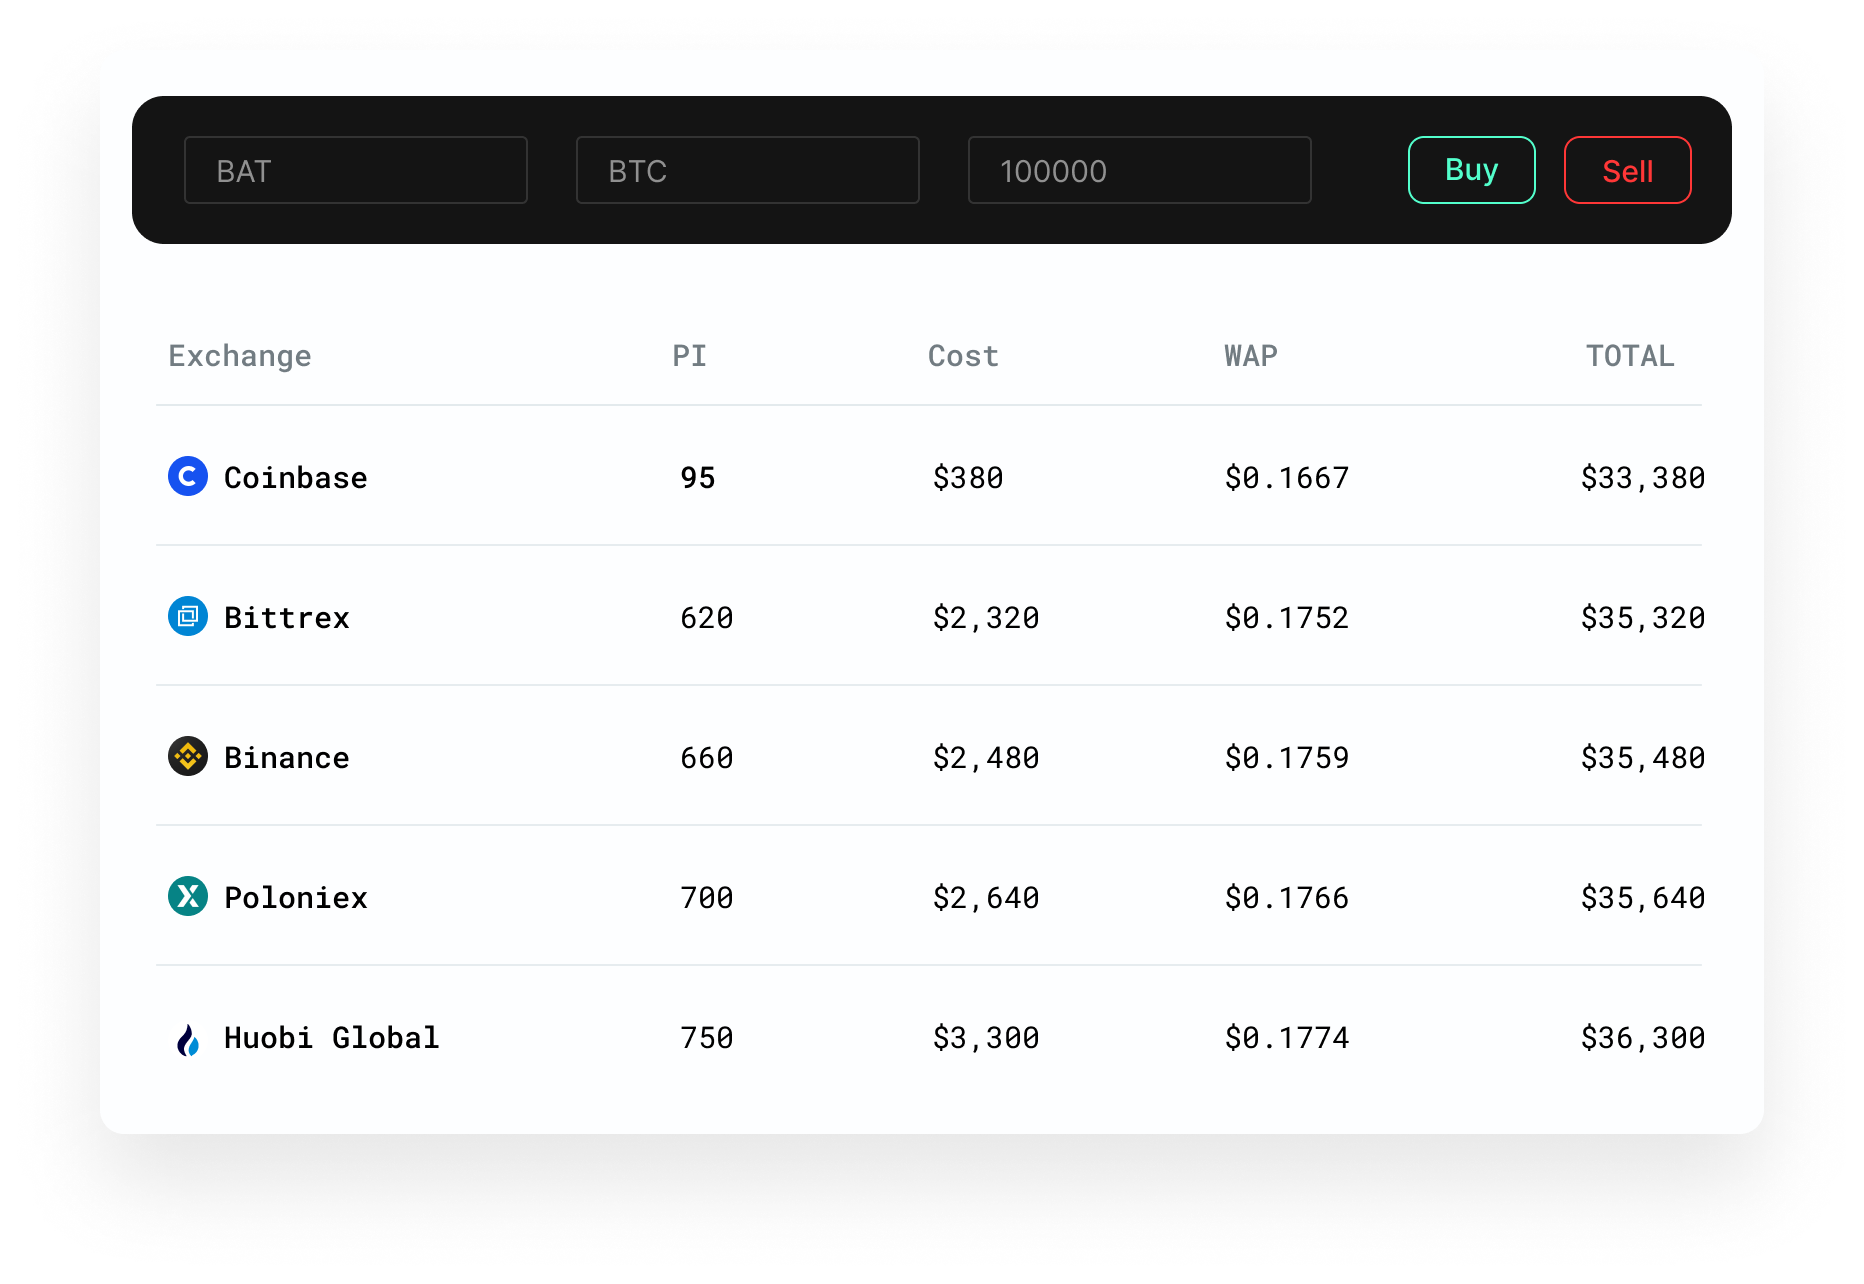 BAT BTC 100000 Buy Sell
Exchange PI Cost WAP TOTAL
Coinbase 95 $380 $0.1667 $33,380
Bittrex 620 $2,320 $0.1752 $35,320
Binance 660 $2,480 $0.1759 $35,480
Poloniex 700 $2,640 $0.1766 $35,640
Huobi Global 750 $3,300 $0.1774 $36,300